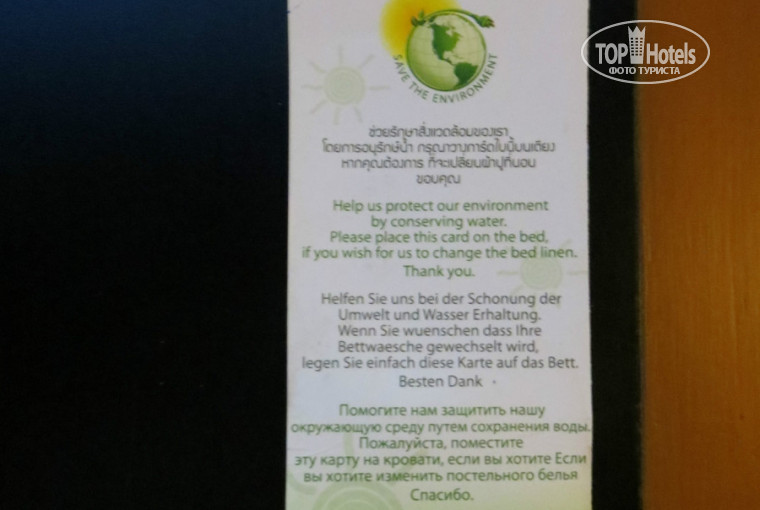 SAVE THE ENVIRONMENT
TOP Hotels
ФОТО ТУРИСТА
ช่วยรักษาสิ่งแวดล้อมของเรา
โดยการอนุรักษ์น้ำ กรุณาวางการ์ดใบนี้บนเตียง
หากคุณต้องการ ที่จะเปลี่ยนผ้าปูที่นอน
ขอบคุณ
Help us protect our environment
by conserving water.
Please place this card on the bed,
if you wish for us to change the bed linen.
Thank you.
Helfen Sie uns bei der Schonung der
Umwelt und Wasser Erhaltung.
Wenn Sie wuenschen dass Ihre
Bettwaesche gewechselt wird,
legen Sie einfach diese Karte auf das Bett.
Besten Dank
Помогите нам защитить нашу
окружающую среду путем сохранения воды.
Пожалуйста, поместите
эту карту на кровати, если вы хотите Если
вы хотите изменить постельного белья
Спасибо.